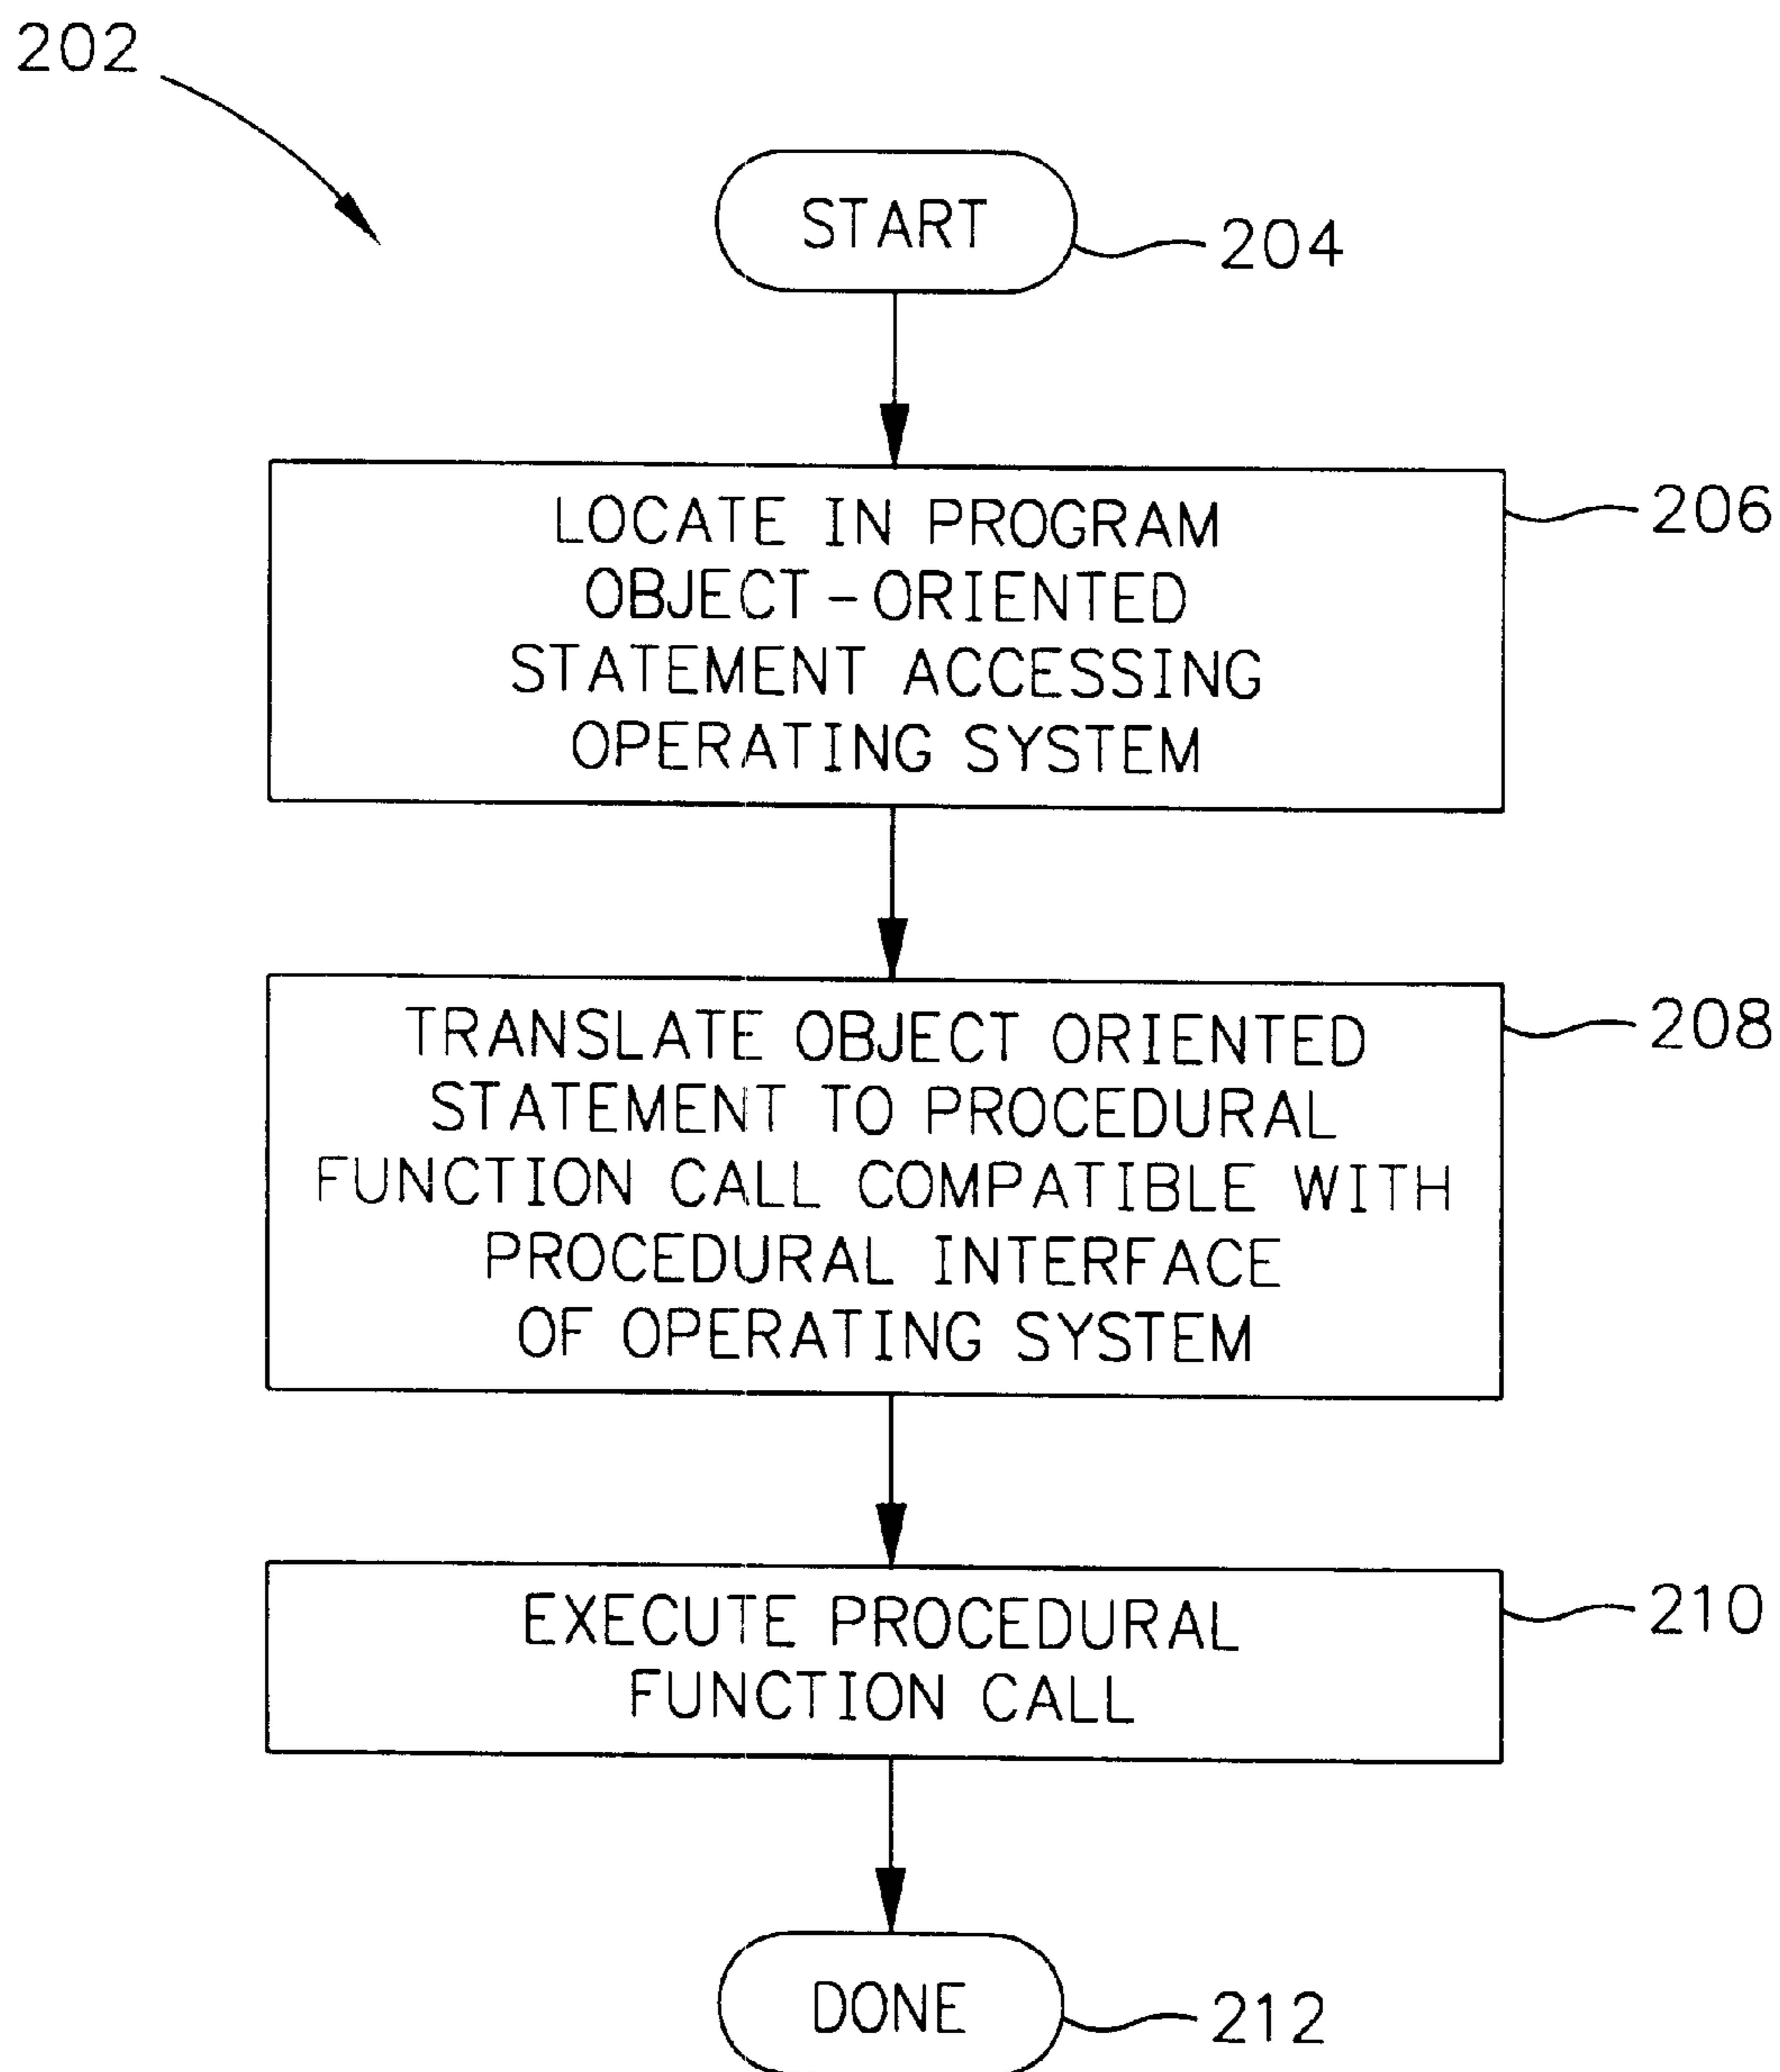 202
START
204
LOCATE IN PROGRAM
OBJECT-ORIENTED
STATEMENT ACCESSING
OPERATING SYSTEM
206
TRANSLATE OBJECT ORIENTED
STATEMENT TO PROCEDURAL
FUNCTION CALL COMPATIBLE WITH
PROCEDURAL INTERFACE
OF OPERATING SYSTEM
208
EXECUTE PROCEDURAL
FUNCTION CALL
210
DONE
212